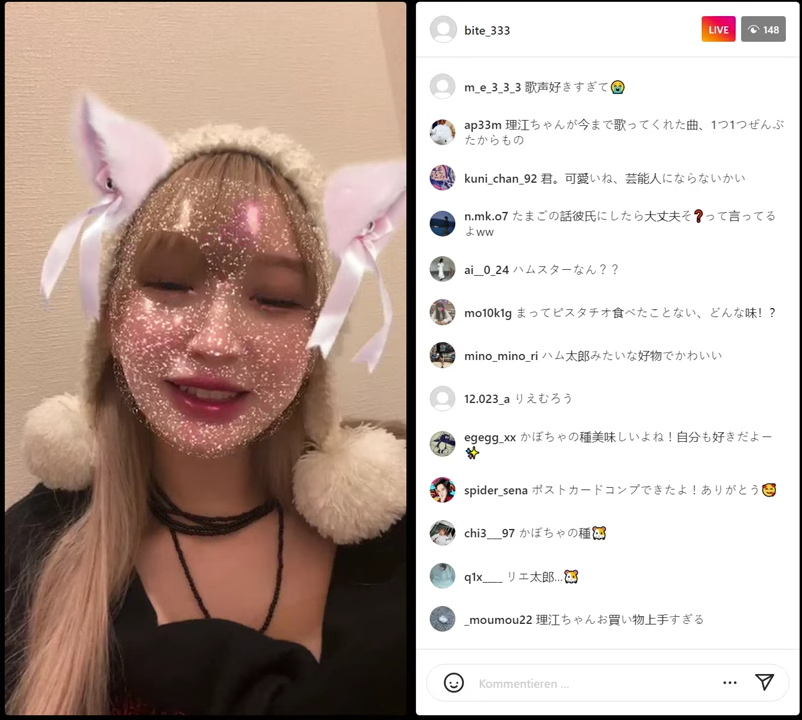 bite_333
LIVE
148
m_e_3_3_3 歌声好きすぎて😭
ap33m 理江ちゃんが今まで歌ってくれた曲、1つ1つぜんぶ
たからもの
kuni_chan_92 君。可愛いね、芸能人にならないかい
n.mk.o7 たまごの話彼氏にしたら大丈夫そ❓って言ってる
よww
ai__0_24 ハムスターなん？？
mo10k1g まってピスタチオ食べたことない、どんな味！？
mino_mino_ri ハム太郎みたいな好物でかわいい
12.023_a りえむろう
egegg_xx かぼちゃの種美味しいよね！自分も好きだよー
✨
spider_sena ポストカードコンプできたよ！ありがとう🥰
chi3___97 かぼちゃの種🐹
q1x____ リエ太郎...🐹
_moumou22 理江ちゃんお買い物上手すぎる
Kommentieren ...